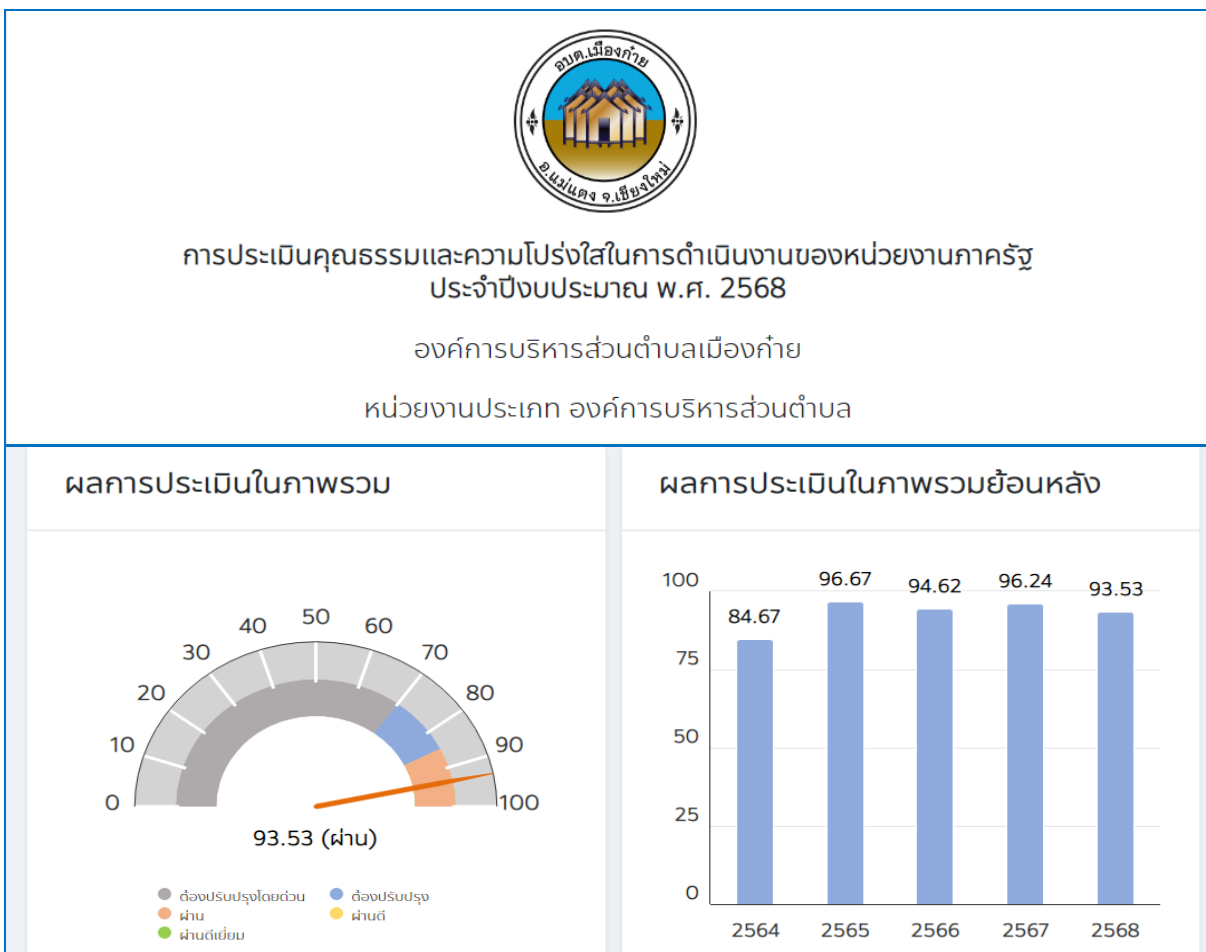 อบต.เมืองก๋าย
อ.แม่แตง จ.เชียงใหม่
การประเมินคุณธรรมและความโปร่งใสในการดำเนินงานของหน่วยงานภาครัฐ
ประจำปีงบประมาณ พ.ศ. 2568
องค์การบริหารส่วนตำบลเมืองก๋าย
หน่วยงานประเภท องค์การบริหารส่วนตำบล
ผลการประเมินในภาพรวม
0
10
20
30
40
50
60
70
80
90
100
93.53 (ผ่าน)
ต้องปรับปรุงโดยด่วน
ต้องปรับปรุง
ผ่าน
ผ่านดี
ผ่านดีเยี่ยม
ผลการประเมินในภาพรวมย้อนหลัง
100
75
50
25
0
84.67
96.67
94.62
96.24
93.53
2564
2565
2566
2567
2568